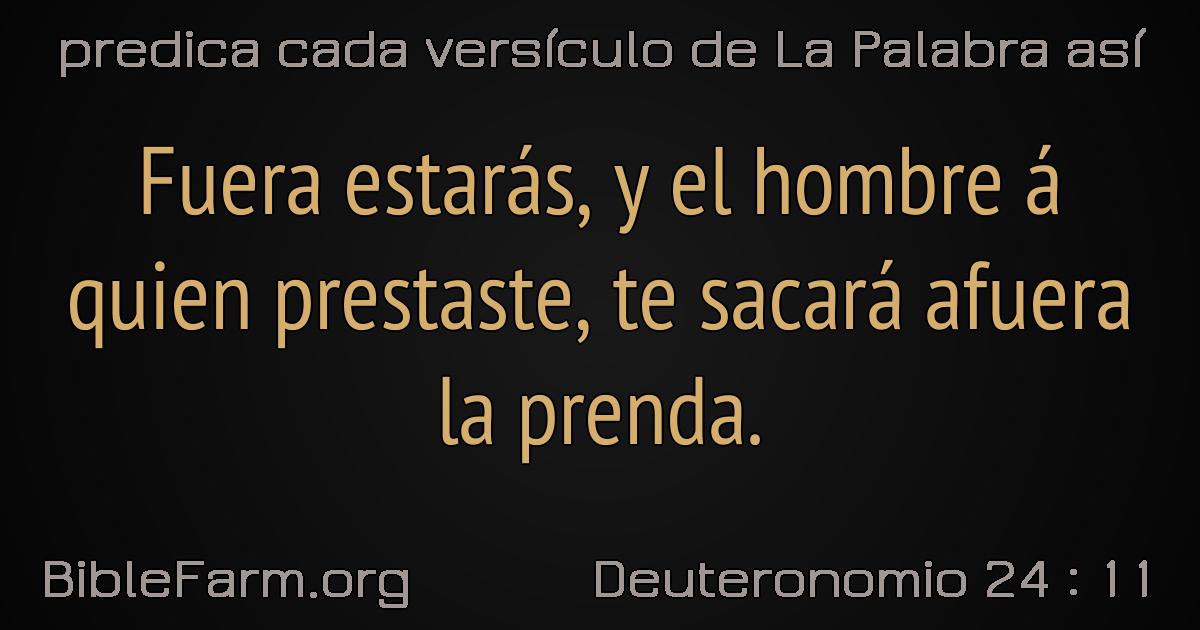 predica cada versículo de La Palabra así
Fuera estarás, y el hombre á
quien prestaste, te sacará afuera
la prenda.
BibleFarm.org
Deuteronomio 24 : 11